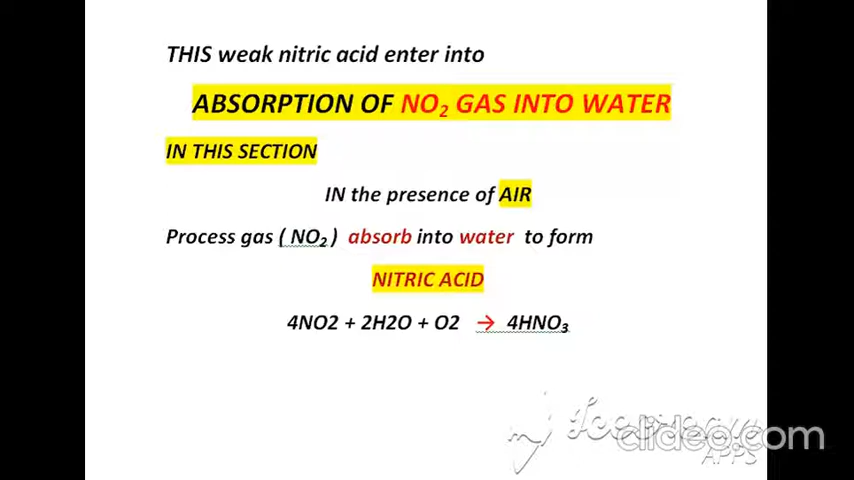 THIS weak nitric acid enter into
ABSORPTION OF NO₂ GAS INTO WATER
IN THIS SECTION
IN the presence of AIR
Process gas ( NO₂ ) absorb into water to form
NITRIC ACID
4NO2 + 2H2O + O2 → 4HNO₃
clideo.com
APPS